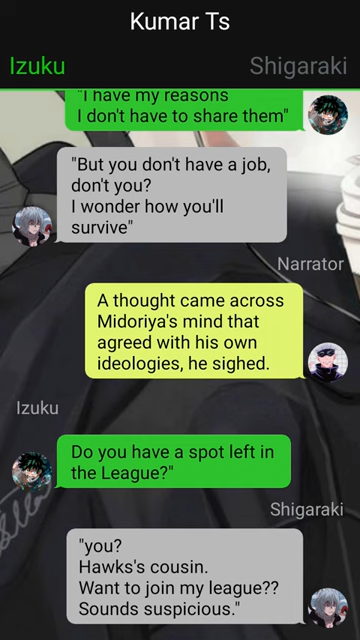 Kumar Ts
Izuku
Shigaraki
"I have my reasons
I don't have to share them"
"But you don't have a job,
don't you?
I wonder how you'll
survive"
Narrator
A thought came across
Midoriya's mind that
agreed with his own
ideologies, he sighed.
Izuku
Do you have a spot left in
the League?"
Shigaraki
"you?
Hawks's cousin.
Want to join my league??
Sounds suspicious."